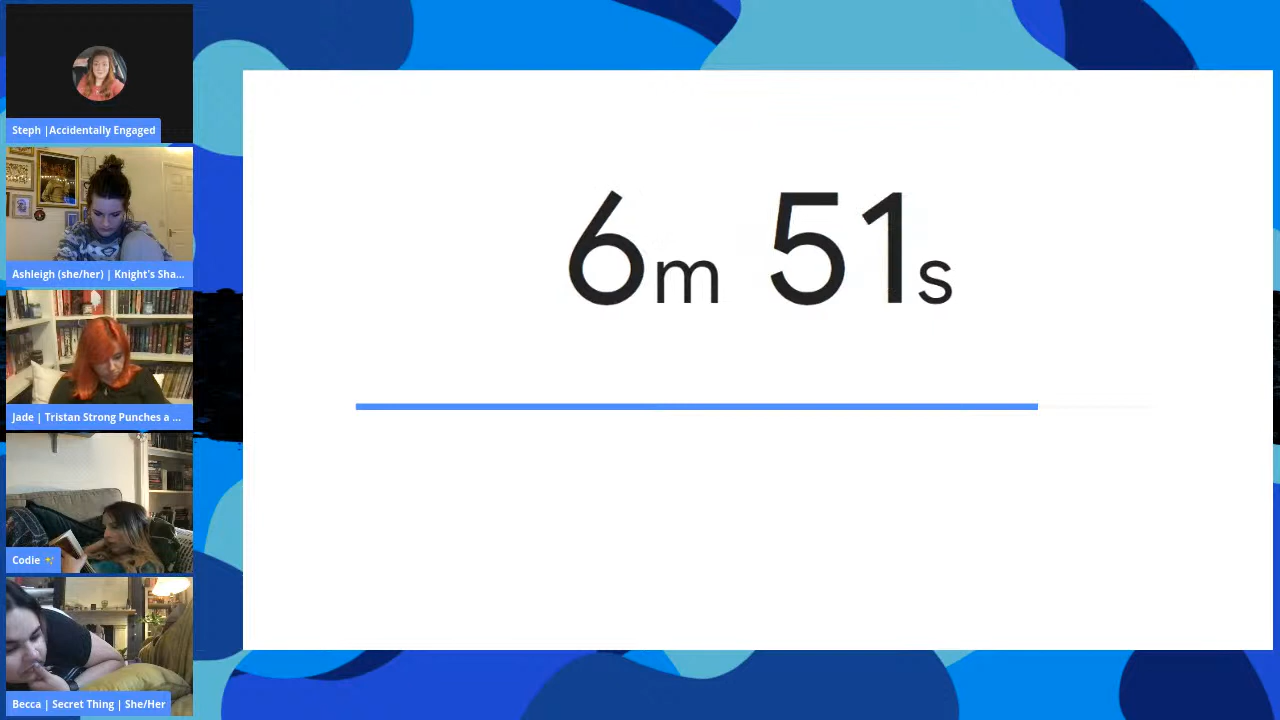 Steph |Accidentally Engaged
Ashleigh (she/her) | Knight's Sha...
Jade | Tristan Strong Punches a ...
Codie ✨
Becca | Secret Thing | She/Her
6m 51s